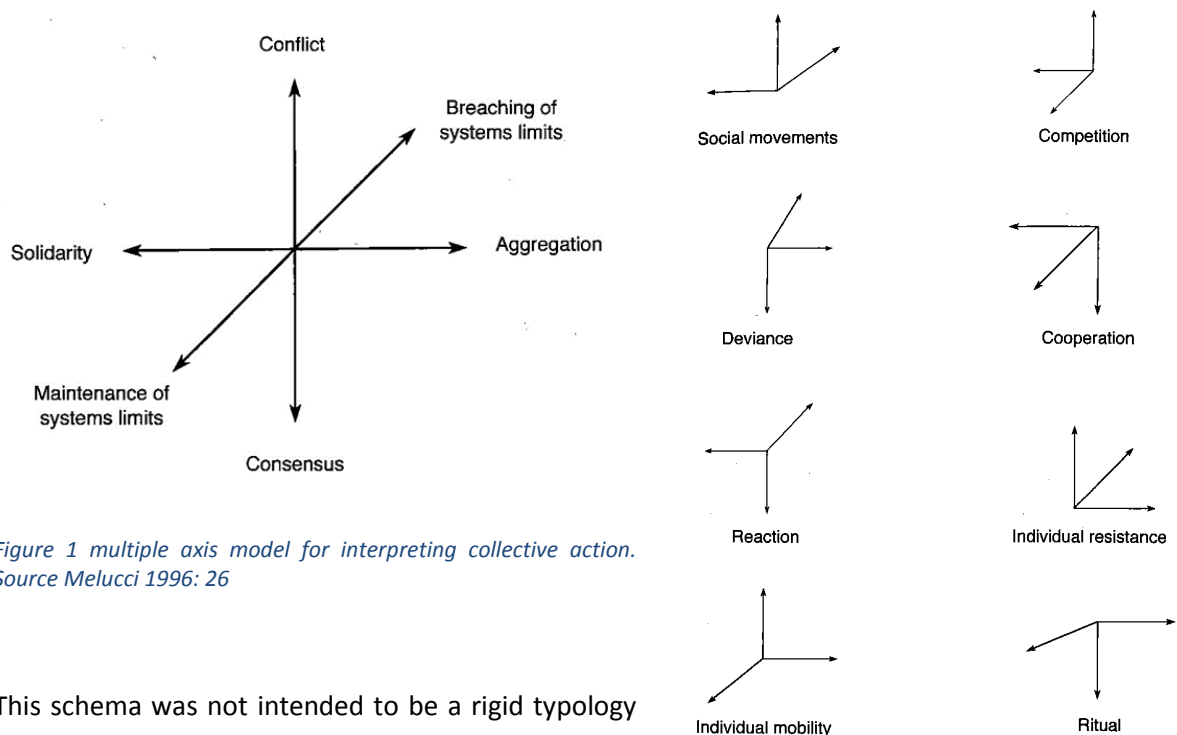 Conflict
Breaching of
systems limits
Solidarity
Aggregation
Maintenance of
systems limits
Consensus
Figure 1 multiple axis model for interpreting collective action.
Source Melucci 1996: 26
This schema was not intended to be a rigid typology
Social movements
Competition
Deviance
Cooperation
Reaction
Individual resistance
Individual mobility
Ritual